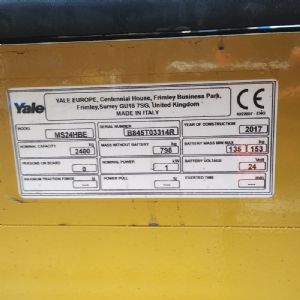 YALE EUROPE, Centennial House, Frimley Business Park,
Frimley, Surrey GU16 7SG, United Kingdom
MADE IN ITALY
Yale
CE
MODEL MS24HBE SERIAL NUMBER B845T03314R YEAR OF CONSTRUCTION 2017
NOMINAL CAPACITY kg 2400 MASS WITHOUT BATTERY kg 798 BATTERY MASS MIN MAX kg 135 153
PERSONS ON BOARD 0 NOMINAL POWER kW 1 BATTERY VOLTAGE Volt 24
MAXIMUM TRACTION POWER POWER PULL EXERTED TIME